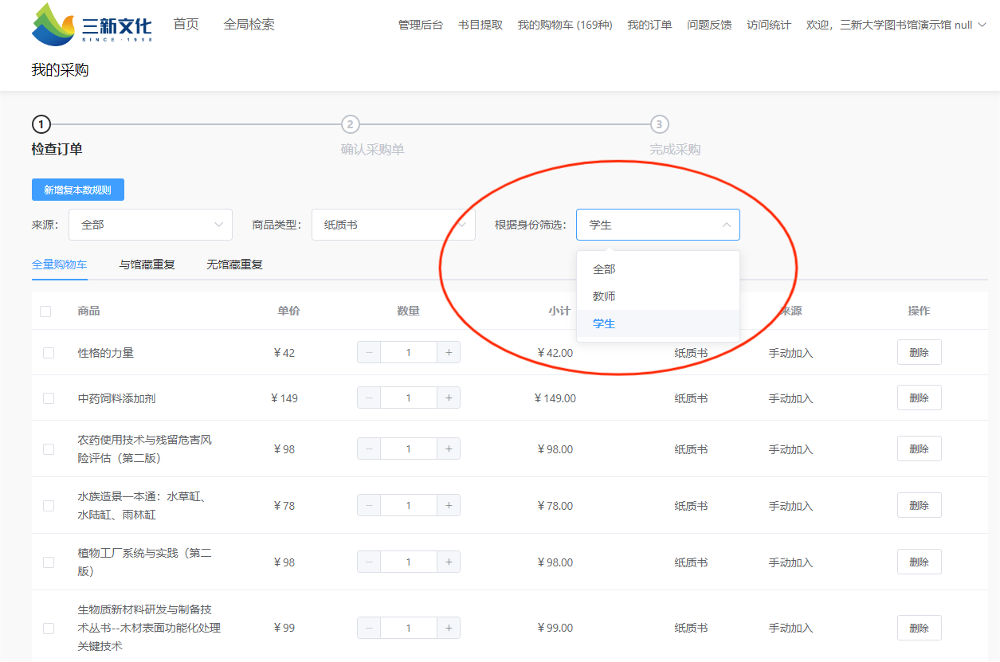 三新文化
SINCE·1998
首页 全局检索 管理后台 书目提取 我的购物车 (169种) 我的订单 问题反馈 访问统计 欢迎，三新大学图书馆演示馆 null
我的采购
1 2 3
检查订单 确认采购单 完成采购
新增复本数规则
来源： 全部 商品类型： 纸质书 根据身份筛选： 学生
全量购物车 与馆藏重复 无馆藏重复
全部
教师
学生
商品 单价 数量 小计 来源 操作
性格的力量 ¥ 42 － 1 + ¥ 42.00 纸质书 手动加入 删除
中药饲料添加剂 ¥ 149 － 1 + ¥ 149.00 纸质书 手动加入 删除
农药使用技术与残留危害风
险评估（第二版） ¥ 98 － 1 + ¥ 98.00 纸质书 手动加入 删除
水族造景一本通：水草缸、
水陆缸、雨林缸 ¥ 78 － 1 + ¥ 78.00 纸质书 手动加入 删除
植物工厂系统与实践（第二
版） ¥ 98 － 1 + ¥ 98.00 纸质书 手动加入 删除
生物质新材料研发与制备技
术丛书--木材表面功能化处理 ¥ 99 － 1 + ¥ 99.00 纸质书 手动加入 删除
关键技术